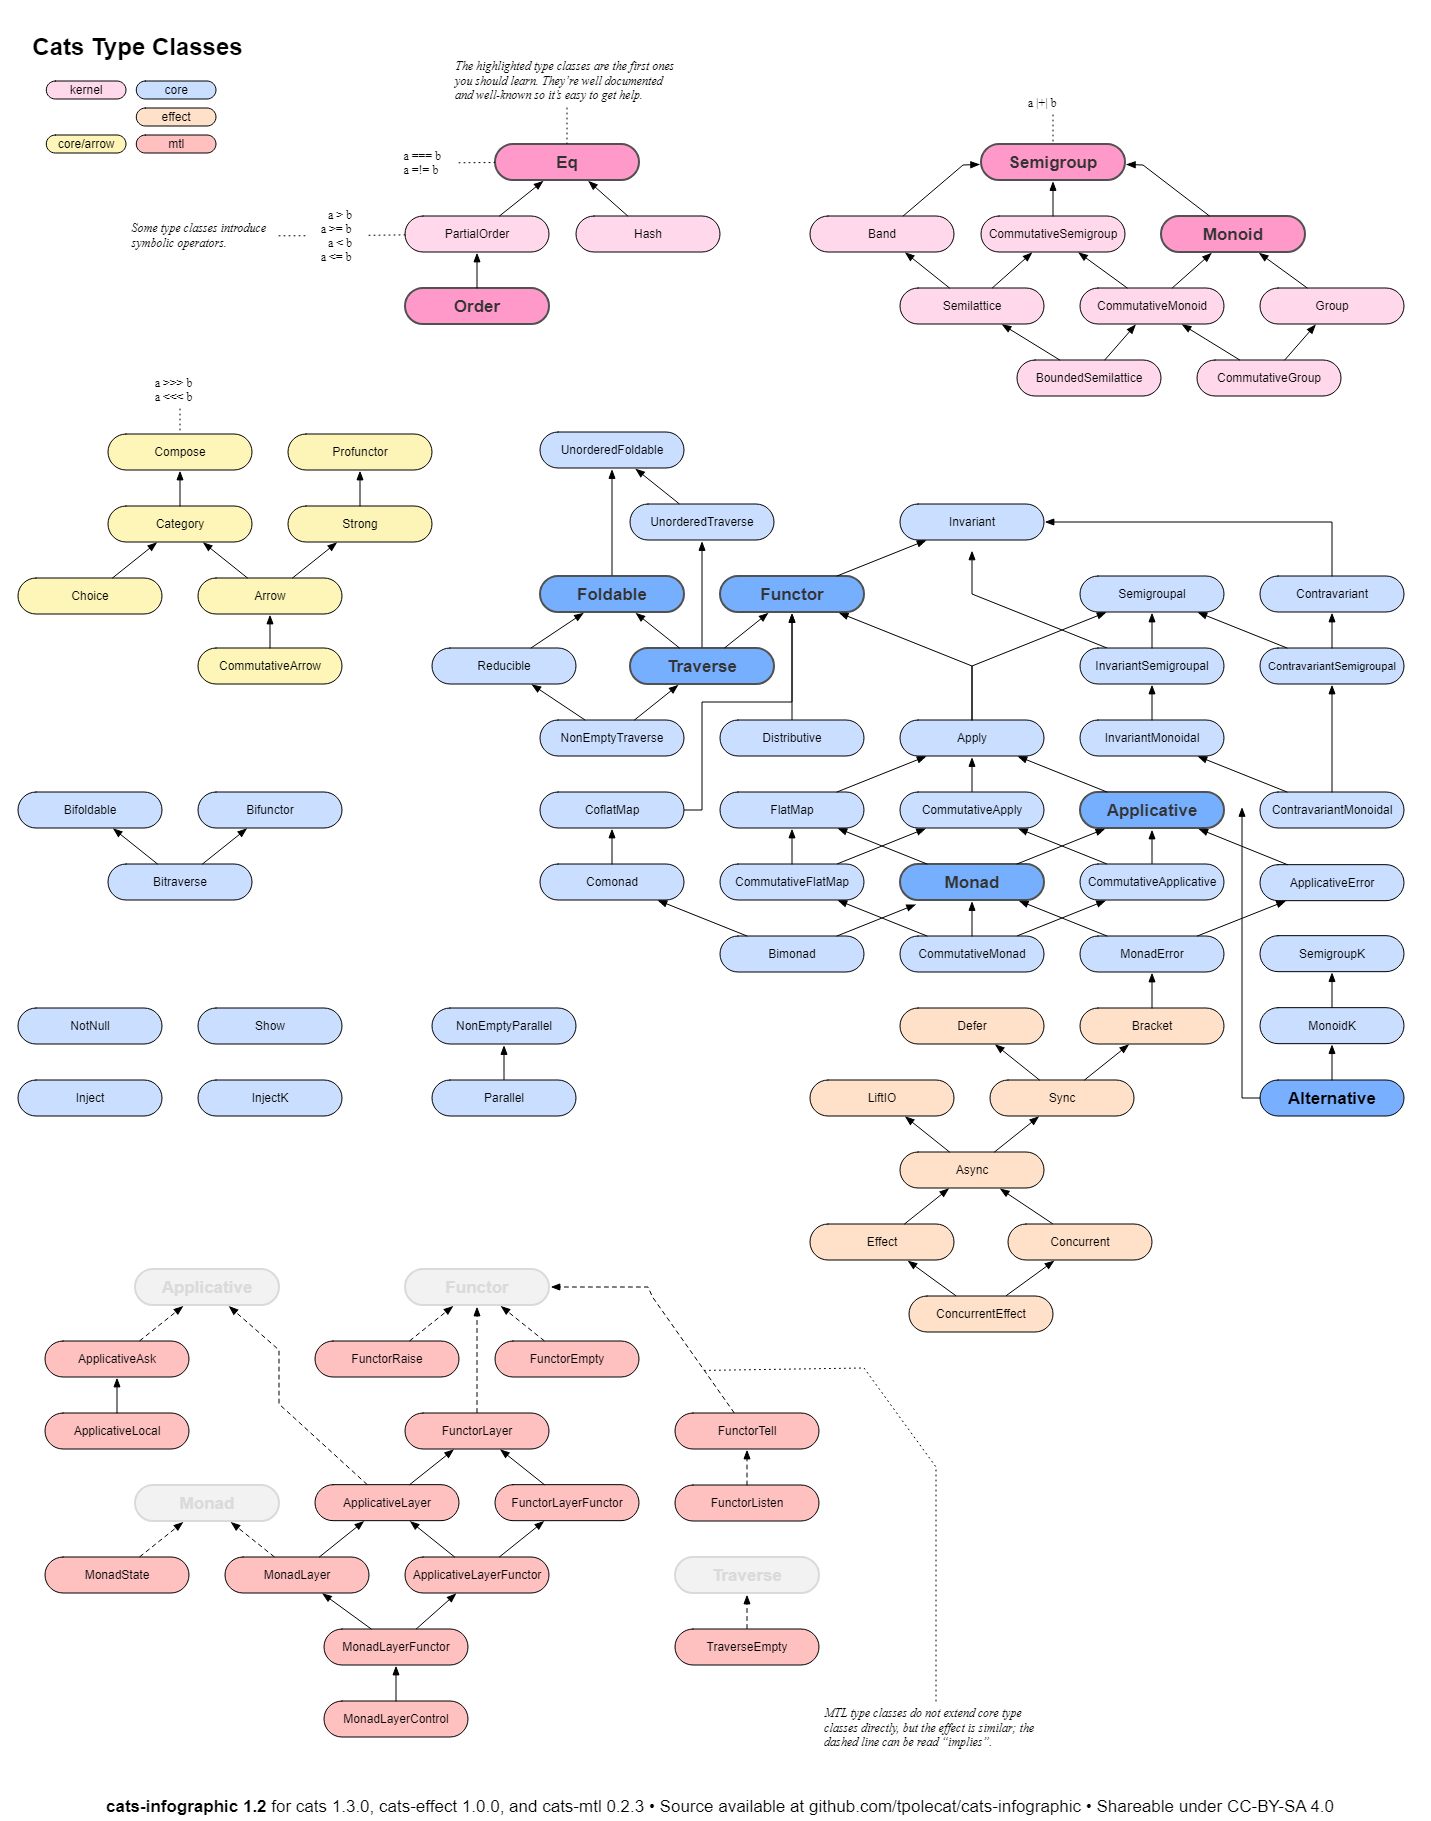 Cats Type Classes
kernel
core
effect
core/arrow
mtl
The highlighted type classes are the first ones
you should learn. They're well documented
and well-known so it's easy to get help.
a |+| b
a === b
a =!= b
Eq
Semigroup
Some type classes introduce
symbolic operators.
a > b
a >= b
a < b
a <= b
PartialOrder
Hash
Band
CommutativeSemigroup
Monoid
Order
Semilattice
CommutativeMonoid
Group
BoundedSemilattice
CommutativeGroup
a >>> b
a <<< b
Compose
Profunctor
UnorderedFoldable
Category
Strong
UnorderedTraverse
Invariant
Choice
Arrow
Foldable
Functor
Semigroupal
Contravariant
CommutativeArrow
Reducible
Traverse
InvariantSemigroupal
ContravariantSemigroupal
NonEmptyTraverse
Distributive
Apply
InvariantMonoidal
Bifoldable
Bifunctor
CoflatMap
FlatMap
CommutativeApply
Applicative
ContravariantMonoidal
Bitraverse
Comonad
CommutativeFlatMap
Monad
CommutativeApplicative
ApplicativeError
Bimonad
CommutativeMonad
MonadError
SemigroupK
NotNull
Show
NonEmptyParallel
Defer
Bracket
MonoidK
Inject
InjectK
Parallel
LiftIO
Sync
Alternative
Async
Effect
Concurrent
Applicative
Functor
ConcurrentEffect
ApplicativeAsk
FunctorRaise
FunctorEmpty
ApplicativeLocal
FunctorLayer
FunctorTell
Monad
ApplicativeLayer
FunctorLayerFunctor
FunctorListen
MonadState
MonadLayer
ApplicativeLayerFunctor
Traverse
MonadLayerFunctor
TraverseEmpty
MonadLayerControl
MTL type classes do not extend core type
classes directly, but the effect is similar; the
dashed line can be read “implies”.
cats-infographic 1.2 for cats 1.3.0, cats-effect 1.0.0, and cats-mtl 0.2.3 • Source available at github.com/tpolecat/cats-infographic • Shareable under CC-BY-SA 4.0